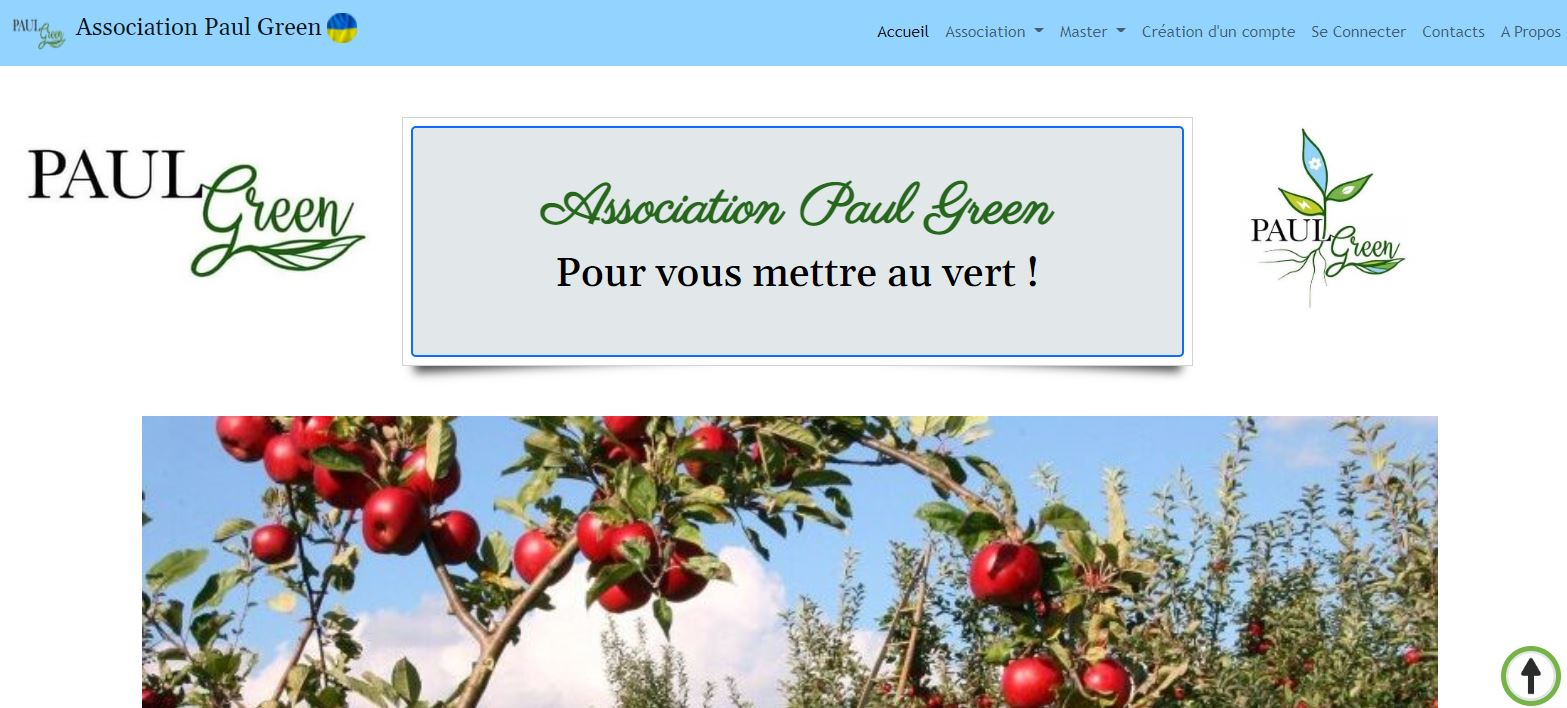 PAUL Green
Association Paul Green
Accueil Association Master Création d'un compte Se Connecter Contacts A Propos
PAUL Green
Association Paul Green
Pour vous mettre au vert !
PAUL Green